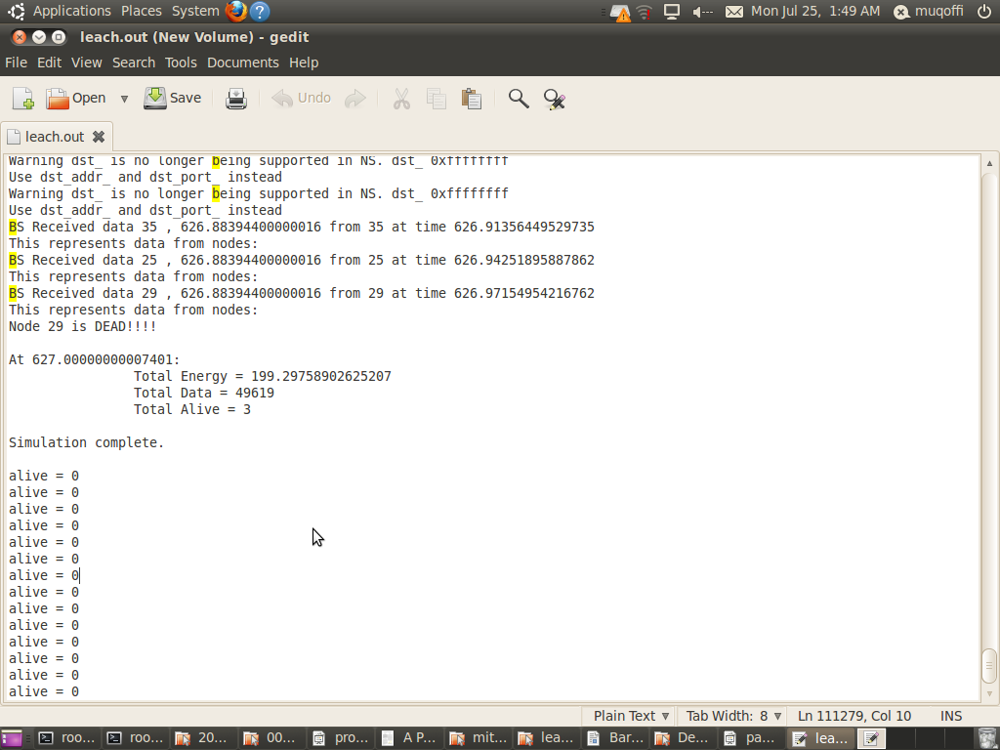 Applications Places System Mon Jul 25, 1:49 AM muqoffi
leach.out (New Volume) - gedit
File Edit View Search Tools Documents Help
Open Save Undo
leach.out
Warning dst_ is no longer being supported in NS. dst_ 0xffffffff
Use dst_addr_ and dst_port_ instead
Warning dst_ is no longer being supported in NS. dst_ 0xffffffff
Use dst_addr_ and dst_port_ instead
BS Received data 35 , 626.88394400000016 from 35 at time 626.91356449529735
This represents data from nodes:
BS Received data 25 , 626.88394400000016 from 25 at time 626.94251895887862
This represents data from nodes:
BS Received data 29 , 626.88394400000016 from 29 at time 626.97154954216762
This represents data from nodes:
Node 29 is DEAD!!!!
At 627.00000000007401:
Total Energy = 199.29758902625207
Total Data = 49619
Total Alive = 3
Simulation complete.
alive = 0
alive = 0
alive = 0
alive = 0
alive = 0
alive = 0
alive = 0
alive = 0
alive = 0
alive = 0
alive = 0
alive = 0
alive = 0
alive = 0
Plain Text Tab Width: 8 Ln 111279, Col 10 INS
roo... roo... 20... 00... pro... A P... mit... lea... Bar... De... pa... lea...